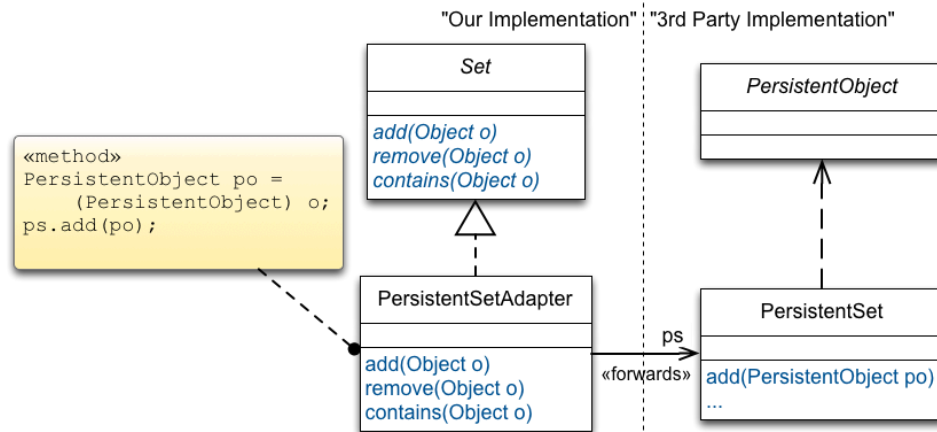 "Our Implementation"
"3rd Party Implementation"
Set
add(Object o)
remove(Object o)
contains(Object o)
PersistentObject
«method»
PersistentObject po =
(PersistentObject) o;
ps.add(po);
PersistentSetAdapter
add(Object o)
remove(Object o)
contains(Object o)
ps
«forwards»
PersistentSet
add(PersistentObject po)
...